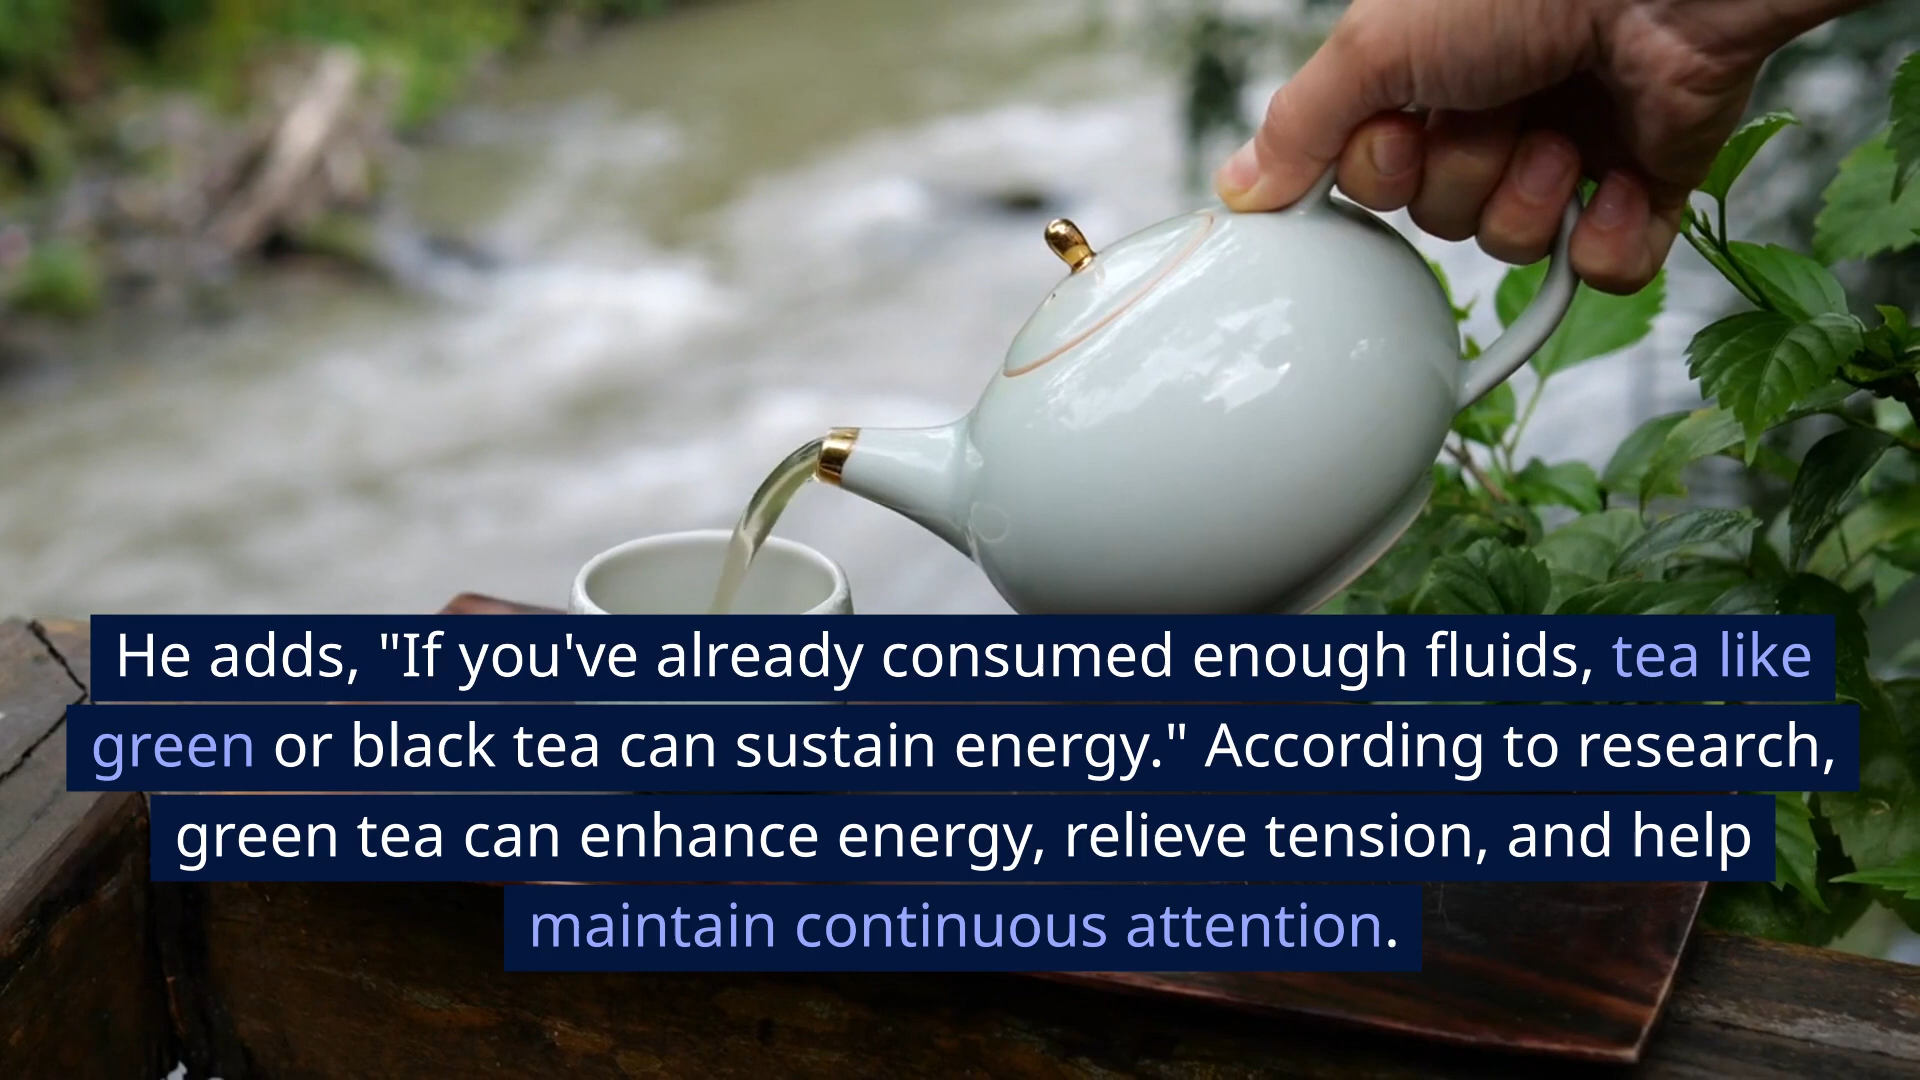 He adds, "If you've already consumed enough fluids, tea like
green or black tea can sustain energy." According to research,
green tea can enhance energy, relieve tension, and help
maintain continuous attention.